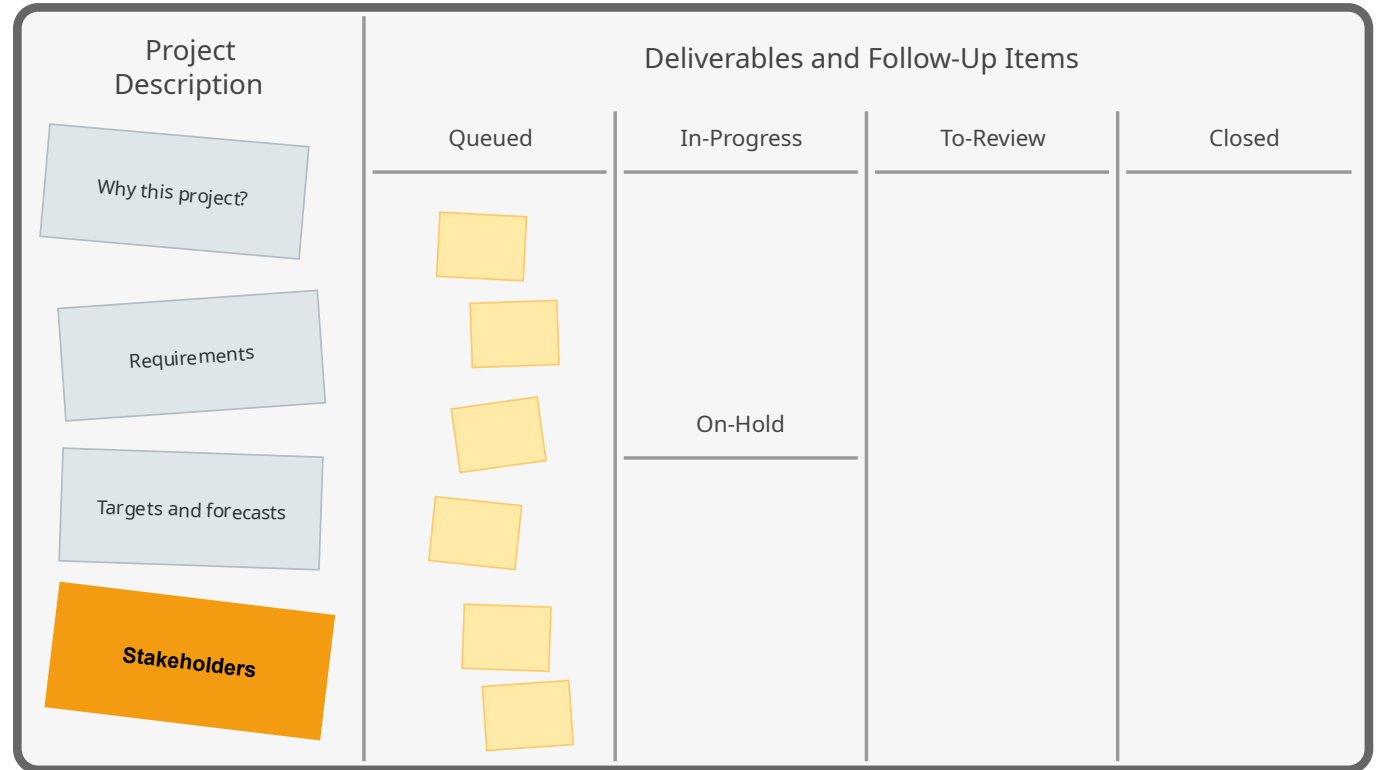 Project
Description
Why this project?
Requirements
Targets and forecasts
Stakeholders
Deliverables and Follow-Up Items
Queued
In-Progress
On-Hold
To-Review
Closed